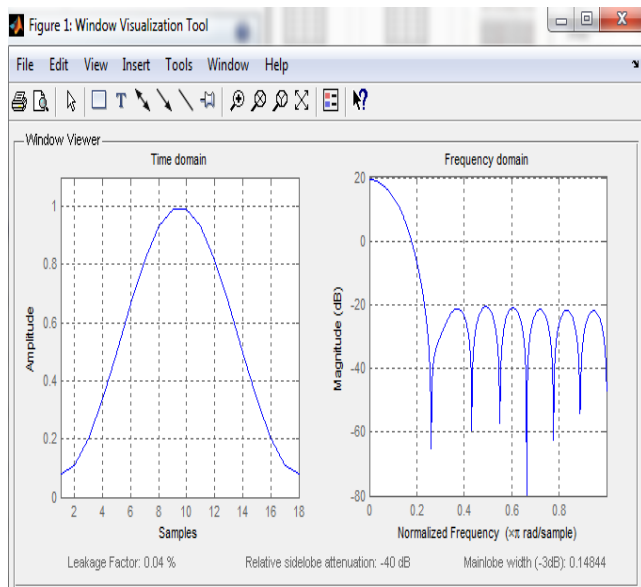 Figure 1: Window Visualization Tool
X
File Edit View Insert Tools Window Help
T
?
Window Viewer
Time domain
1
0.8
0.6
0.4
0.2
0
Amplitude
2 4 6 8 10 12 14 16 18
Samples
Frequency domain
20
0
-20
-40
-60
-80
Magnitude (dB)
0 0.2 0.4 0.6 0.8
Normalized Frequency (×π rad/sample)
Leakage Factor: 0.04 %
Relative sidelobe attenuation: -40 dB
Mainlobe width (-3dB): 0.14844